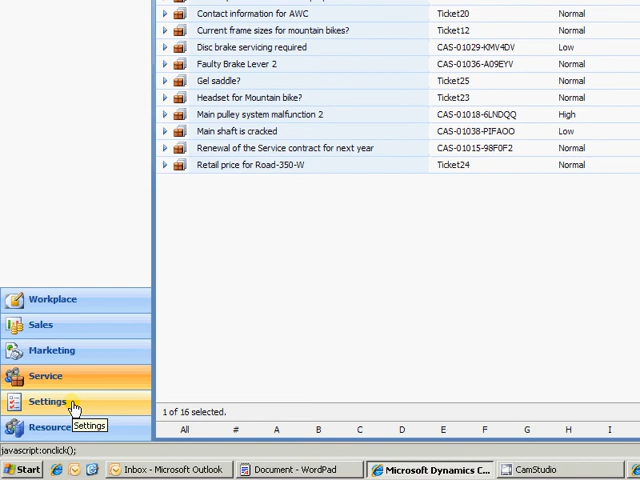 Contact information for AWC Ticket20 Normal
Current frame sizes for mountain bikes? Ticket12 Normal
Disc brake servicing required CAS-01029-KMV4DV Low
Faulty Brake Lever 2 CAS-01036-A09EYV Normal
Gel saddle? Ticket25 Normal
Headset for Mountain bike? Ticket23 Normal
Main pulley system malfunction 2 CAS-01018-6LNDQQ High
Main shaft is cracked CAS-01038-PIFAOO Low
Renewal of the Service contract for next year CAS-01015-98F0F2 Normal
Retail price for Road-350-W Ticket24 Normal
Workplace
Sales
Marketing
Service
Settings
Resource
Settings
1 of 16 selected.
All # A B C D E F G H I
javascript:onclick();
Start Inbox - Microsoft Outlook Document - WordPad Microsoft Dynamics C... CamStudio